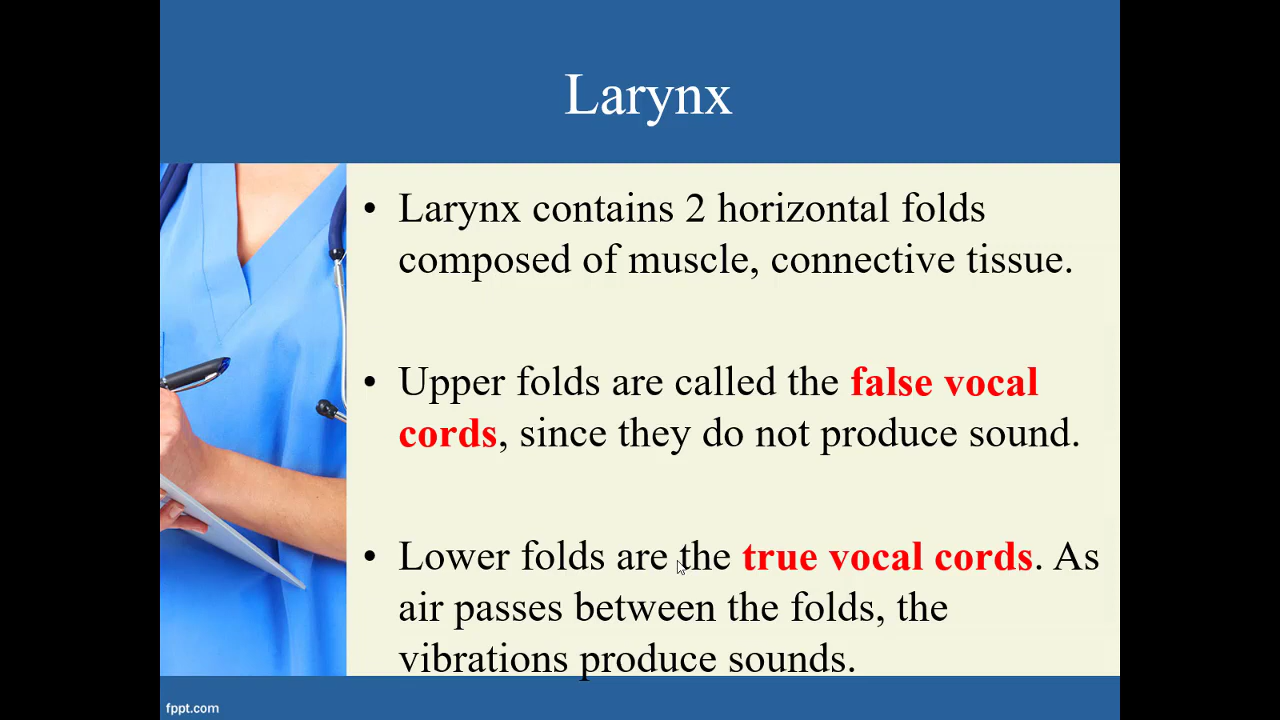 Larynx
• Larynx contains 2 horizontal folds
composed of muscle, connective tissue.
• Upper folds are called the false vocal
cords, since they do not produce sound.
• Lower folds are the true vocal cords. As
air passes between the folds, the
vibrations produce sounds.
fppt.com